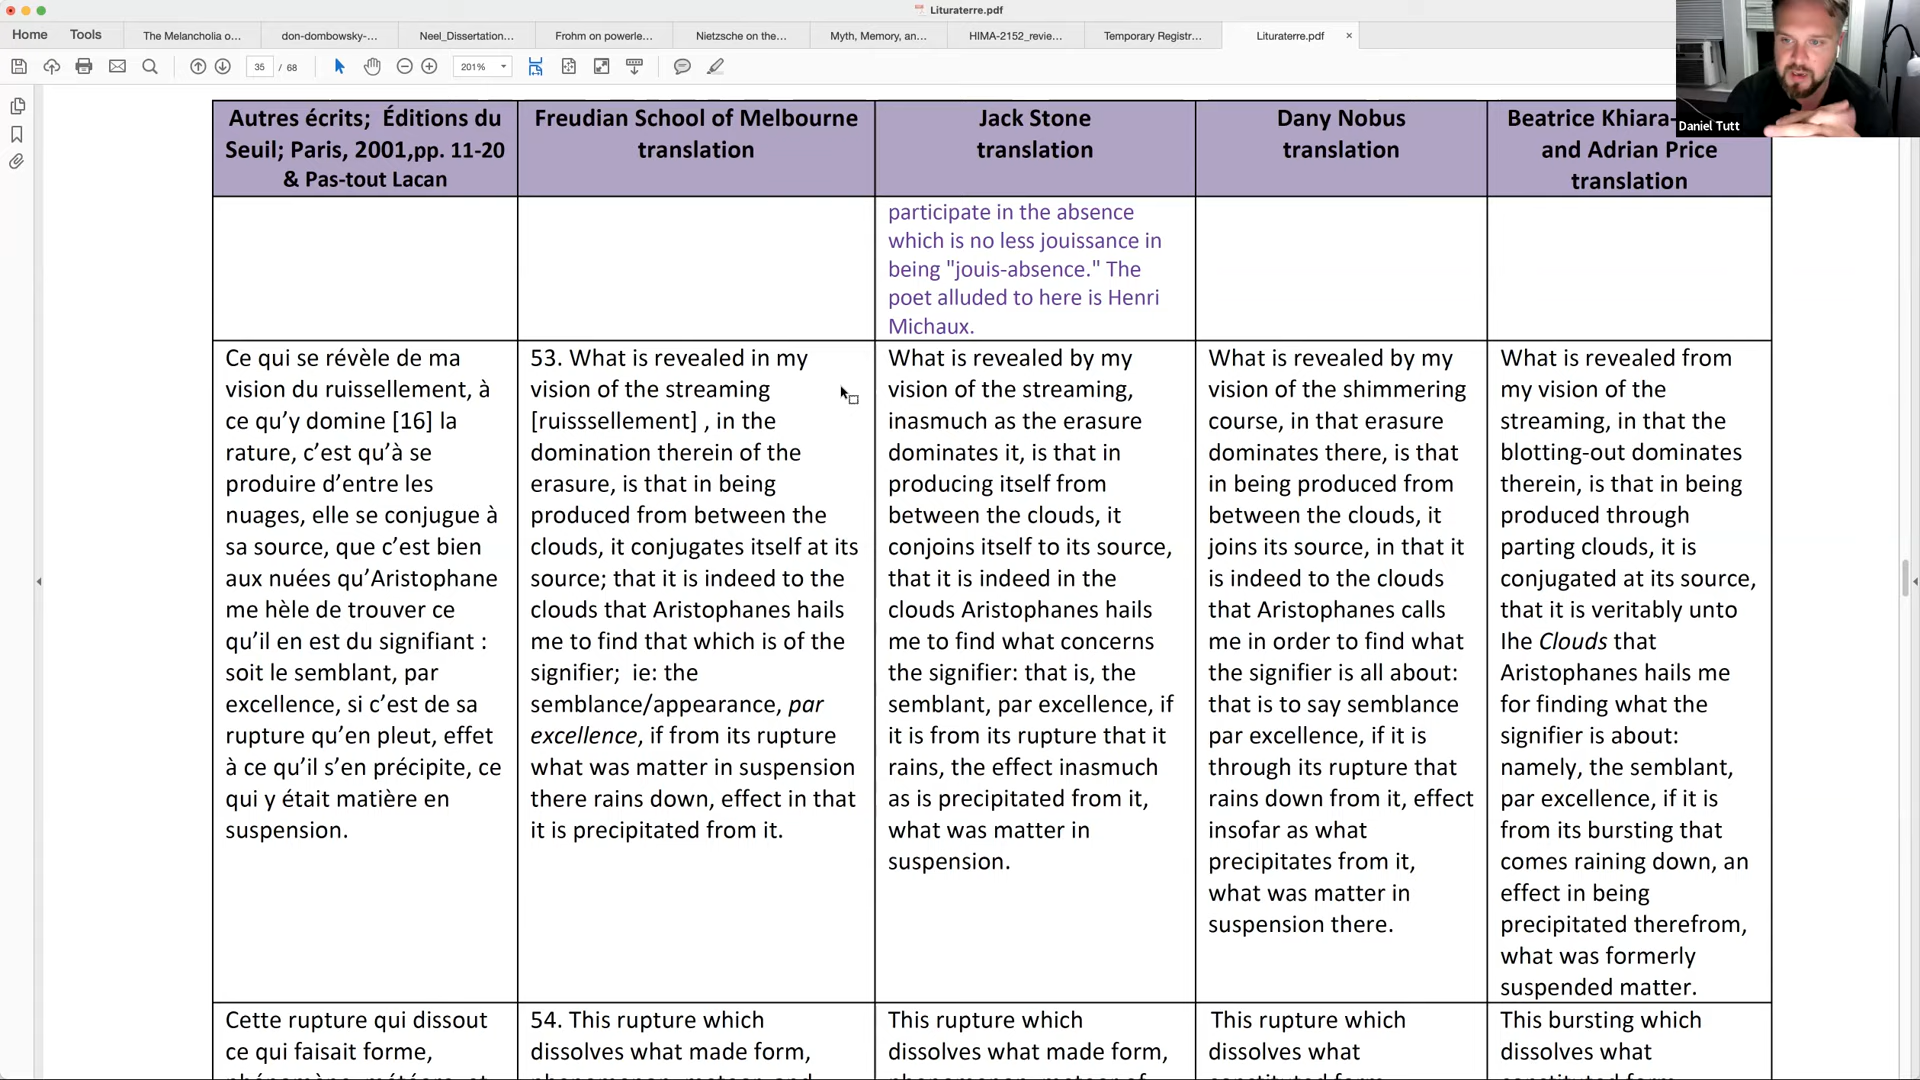 Lituraterre.pdf
Home
Tools
The Melancholia o...
don-dombowsky-...
Neel_Dissertation...
Frohm on powerle...
Nietzsche on the...
Myth, Memory, an...
HIMA-2152_revie...
Temporary Registr...
Lituraterre.pdf
35 / 68
201%
Daniel Tutt
Autres écrits; Éditions du
Seuil; Paris, 2001,pp. 11-20
& Pas-tout Lacan
Freudian School of Melbourne
translation
Jack Stone
translation
Dany Nobus
translation
Beatrice Khiara-
and Adrian Price
translation
participate in the absence
which is no less jouissance in
being "jouis-absence." The
poet alluded to here is Henri
Michaux.
Ce qui se révèle de ma
vision du ruissellement, à
ce qu’y domine [16] la
rature, c’est qu’à se
produire d’entre les
nuages, elle se conjugue à
sa source, que c’est bien
aux nuées qu’Aristophane
me hèle de trouver ce
qu’il en est du signifiant :
soit le semblant, par
excellence, si c’est de sa
rupture qu’en pleut, effet
à ce qu’il s’en précipite, ce
qui y était matière en
suspension.
53. What is revealed in my
vision of the streaming
[ruisssellement] , in the
domination therein of the
erasure, is that in being
produced from between the
clouds, it conjugates itself at its
source; that it is indeed to the
clouds that Aristophanes hails
me to find that which is of the
signifier; ie: the
semblance/appearance, par
excellence, if from its rupture
what was matter in suspension
there rains down, effect in that
it is precipitated from it.
What is revealed by my
vision of the streaming,
inasmuch as the erasure
dominates it, is that in
producing itself from
between the clouds, it
conjoins itself to its source,
that it is indeed in the
clouds Aristophanes hails
me to find what concerns
the signifier: that is, the
semblant, par excellence, if
it is from its rupture that it
rains, the effect inasmuch
as is precipitated from it,
what was matter in
suspension.
What is revealed by my
vision of the shimmering
course, in that erasure
dominates there, is that
in being produced from
between the clouds, it
joins its source, in that it
is indeed to the clouds
that Aristophanes calls
me in order to find what
the signifier is all about:
that is to say semblance
par excellence, if it is
through its rupture that
rains down from it, effect
insofar as what
precipitates from it,
what was matter in
suspension there.
What is revealed from
my vision of the
streaming, in that the
blotting-out dominates
therein, is that in being
produced through
parting clouds, it is
conjugated at its source,
that it is veritably unto
Ihe Clouds that
Aristophanes hails me
for finding what the
signifier is about:
namely, the semblant,
par excellence, if it is
from its bursting that
comes raining down, an
effect in being
precipitated therefrom,
what was formerly
suspended matter.
Cette rupture qui dissout
ce qui faisait forme,
54. This rupture which
dissolves what made form,
This rupture which
dissolves what made form,
This rupture which
dissolves what
This bursting which
dissolves what